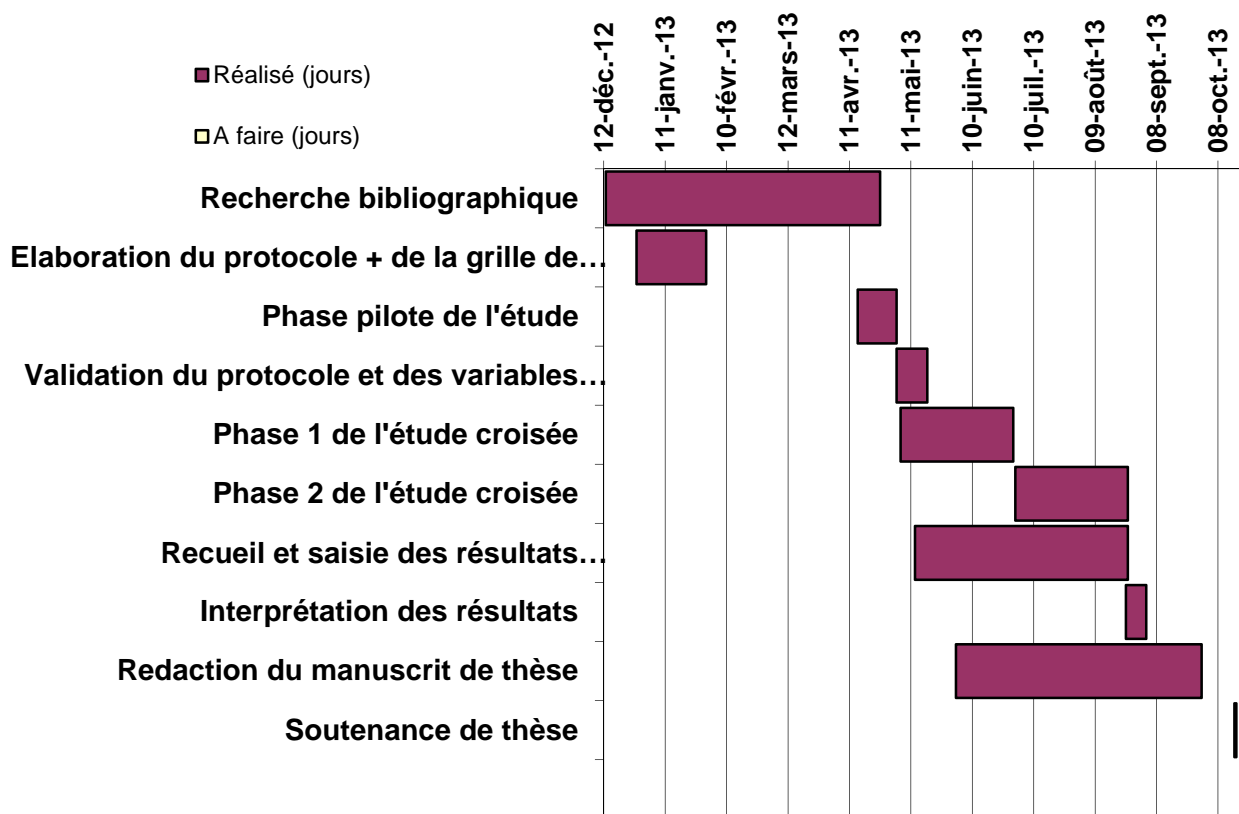 12-déc.-12
11-janv.-13
10-févr.-13
12-mars-13
11-avr.-13
11-mai-13
10-juin-13
10-juil.-13
09-août-13
08-sept.-13
08-oct.-13
Réalisé (jours)
A faire (jours)
Recherche bibliographique
Elaboration du protocole + de la grille de…
Phase pilote de l'étude
Validation du protocole et des variables…
Phase 1 de l'étude croisée
Phase 2 de l'étude croisée
Recueil et saisie des résultats…
Interprétation des résultats
Redaction du manuscrit de thèse
Soutenance de thèse